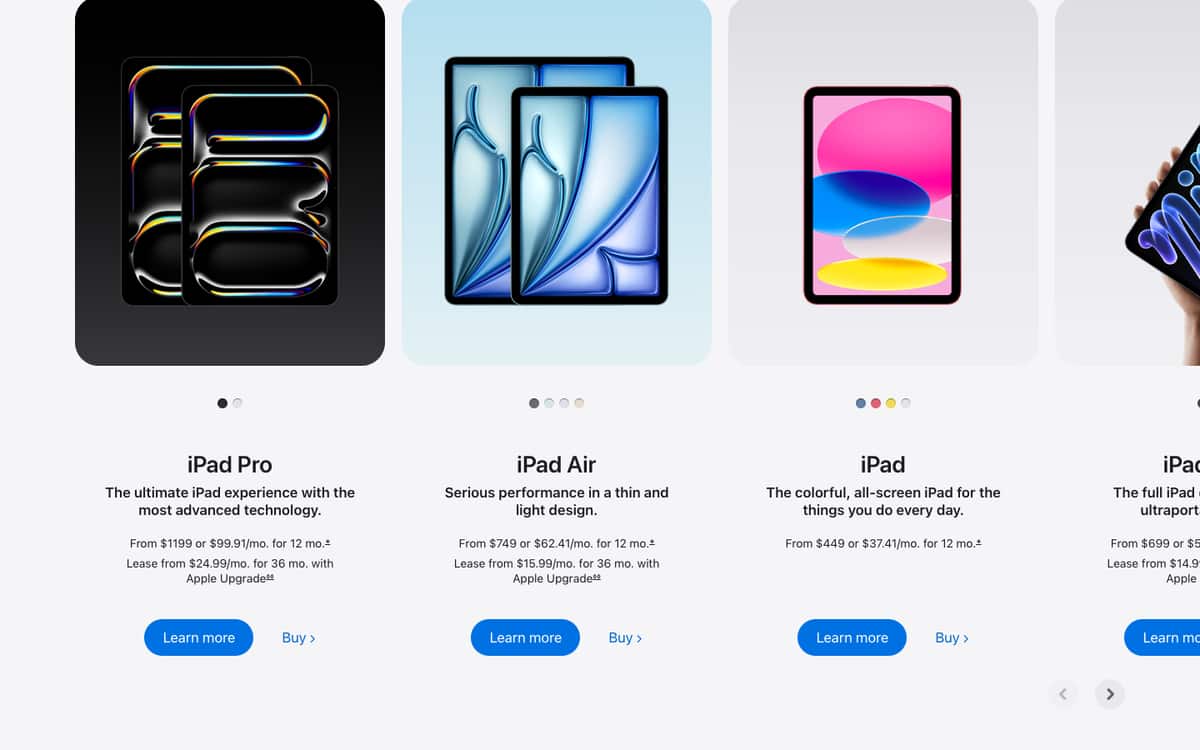 iPad Pro
The ultimate iPad experience with the
most advanced technology.
From $1199 or $99.91/mo. for 12 mo.±
Lease from $24.99/mo. for 36 mo. with
Apple Upgrade±±
Learn more
Buy >
iPad Air
Serious performance in a thin and
light design.
From $749 or $62.41/mo. for 12 mo.±
Lease from $15.99/mo. for 36 mo. with
Apple Upgrade±±
Learn more
Buy >
iPad
The colorful, all-screen iPad for the
things you do every day.
From $449 or $37.41/mo. for 12 mo.±
Learn more
Buy >
The full iPad
ultraport
From $699 or $5
Lease from $14.9
Apple
Learn mo